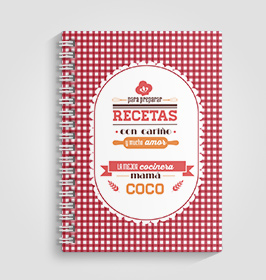 para preparar
RECETAS
con cariño
y mucho amor
LA MEJOR cocinera
mamá
COCO